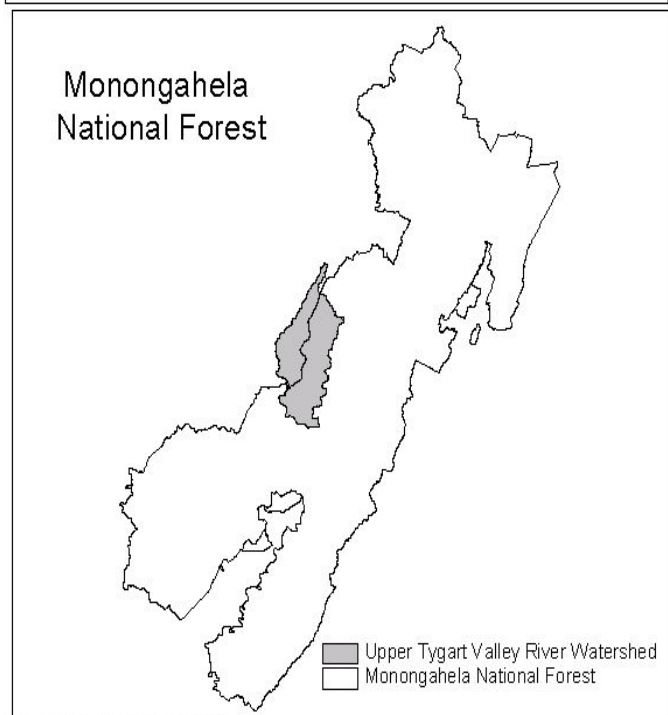 Monongahela
National Forest
Upper Tygart Valley River Watershed
Monongahela National Forest